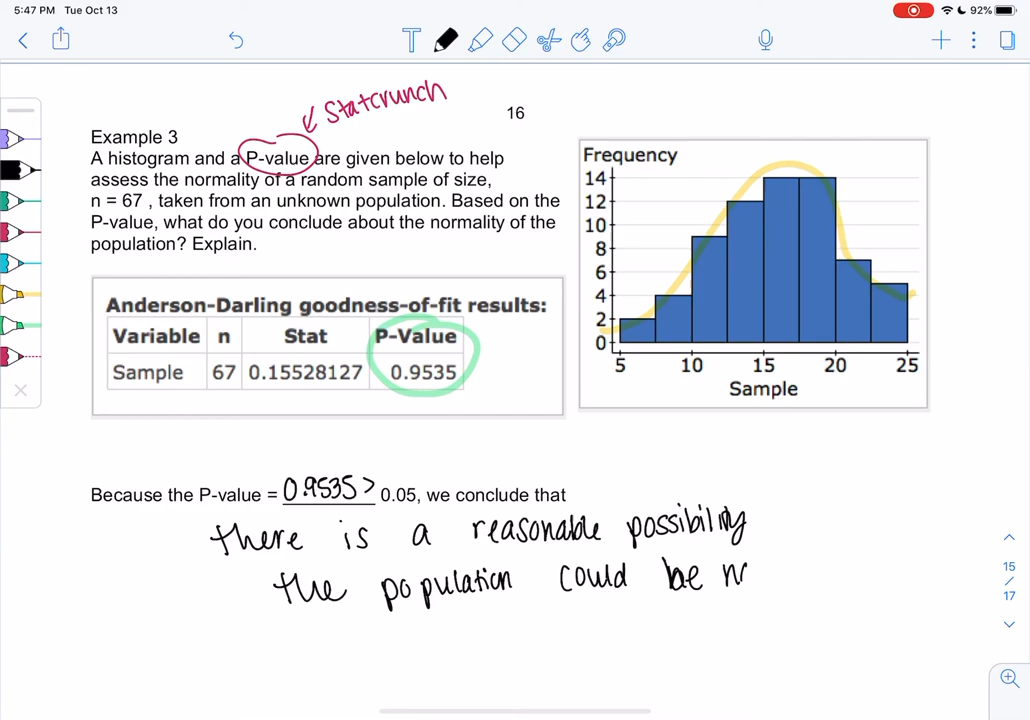 5:47 PM Tue Oct 13
92%
Statcrunch
16
Example 3
A histogram and a P-value are given below to help
assess the normality of a random sample of size,
n = 67 , taken from an unknown population. Based on the
P-value, what do you conclude about the normality of the
population? Explain.
Anderson-Darling goodness-of-fit results:
Variable n Stat P-Value
Sample 67 0.15528127 0.9535
Frequency
14
12
10
8
6
4
2
0
5 10 15 20 25
Sample
Because the P-value = 0.9535 > 0.05, we conclude that
there is a reasonable possibility
the population could be no
15
/
17